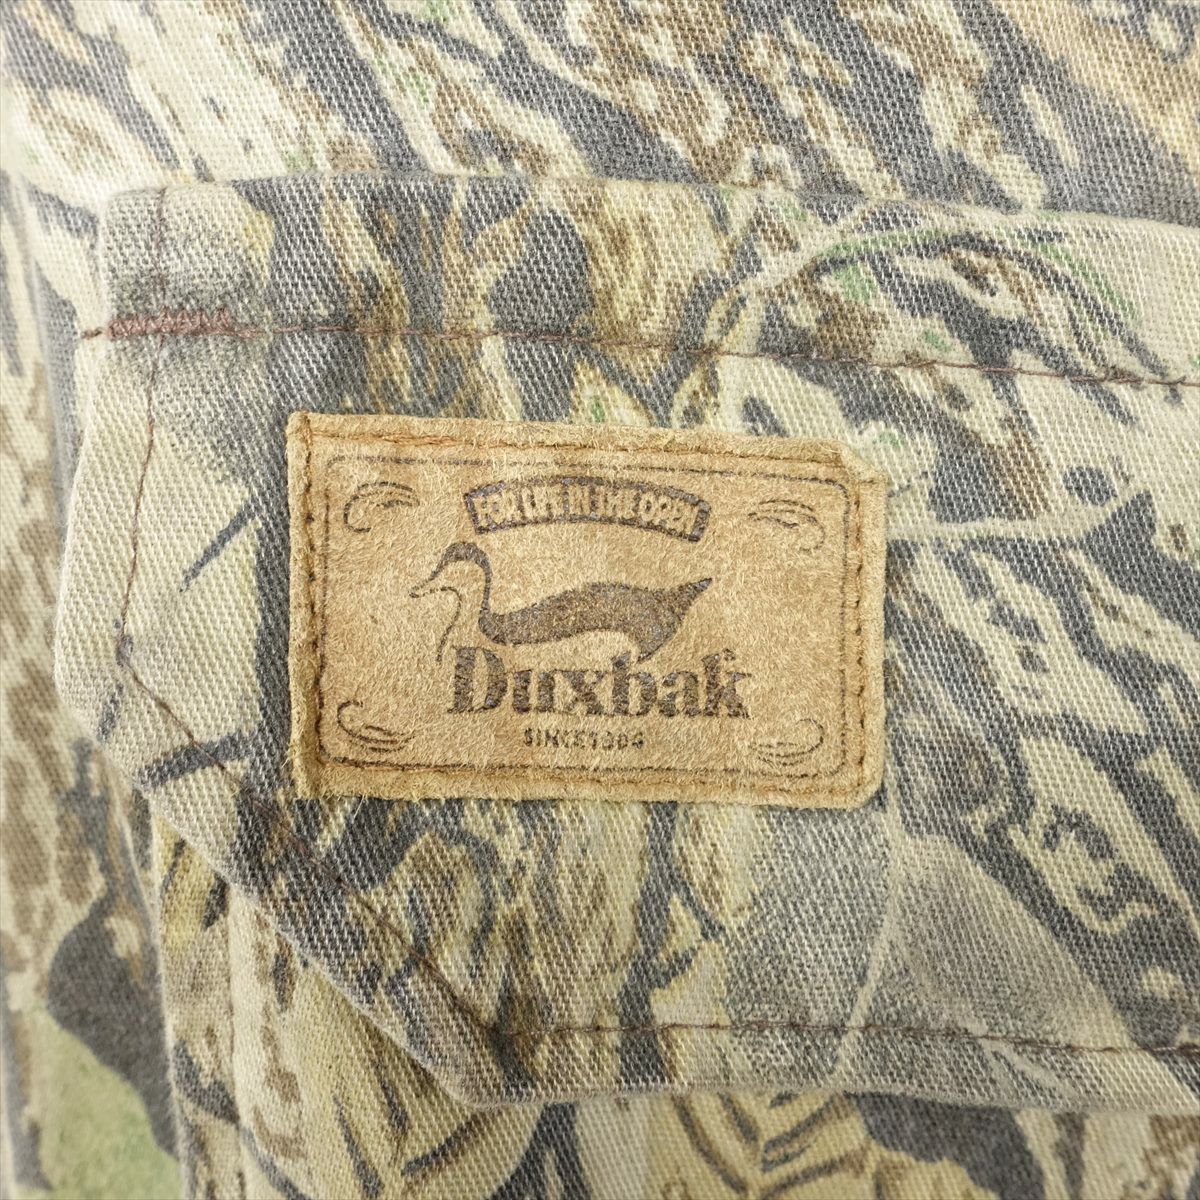 FOR LIFE IN THE OPEN
Duxbak
SINCE 1904